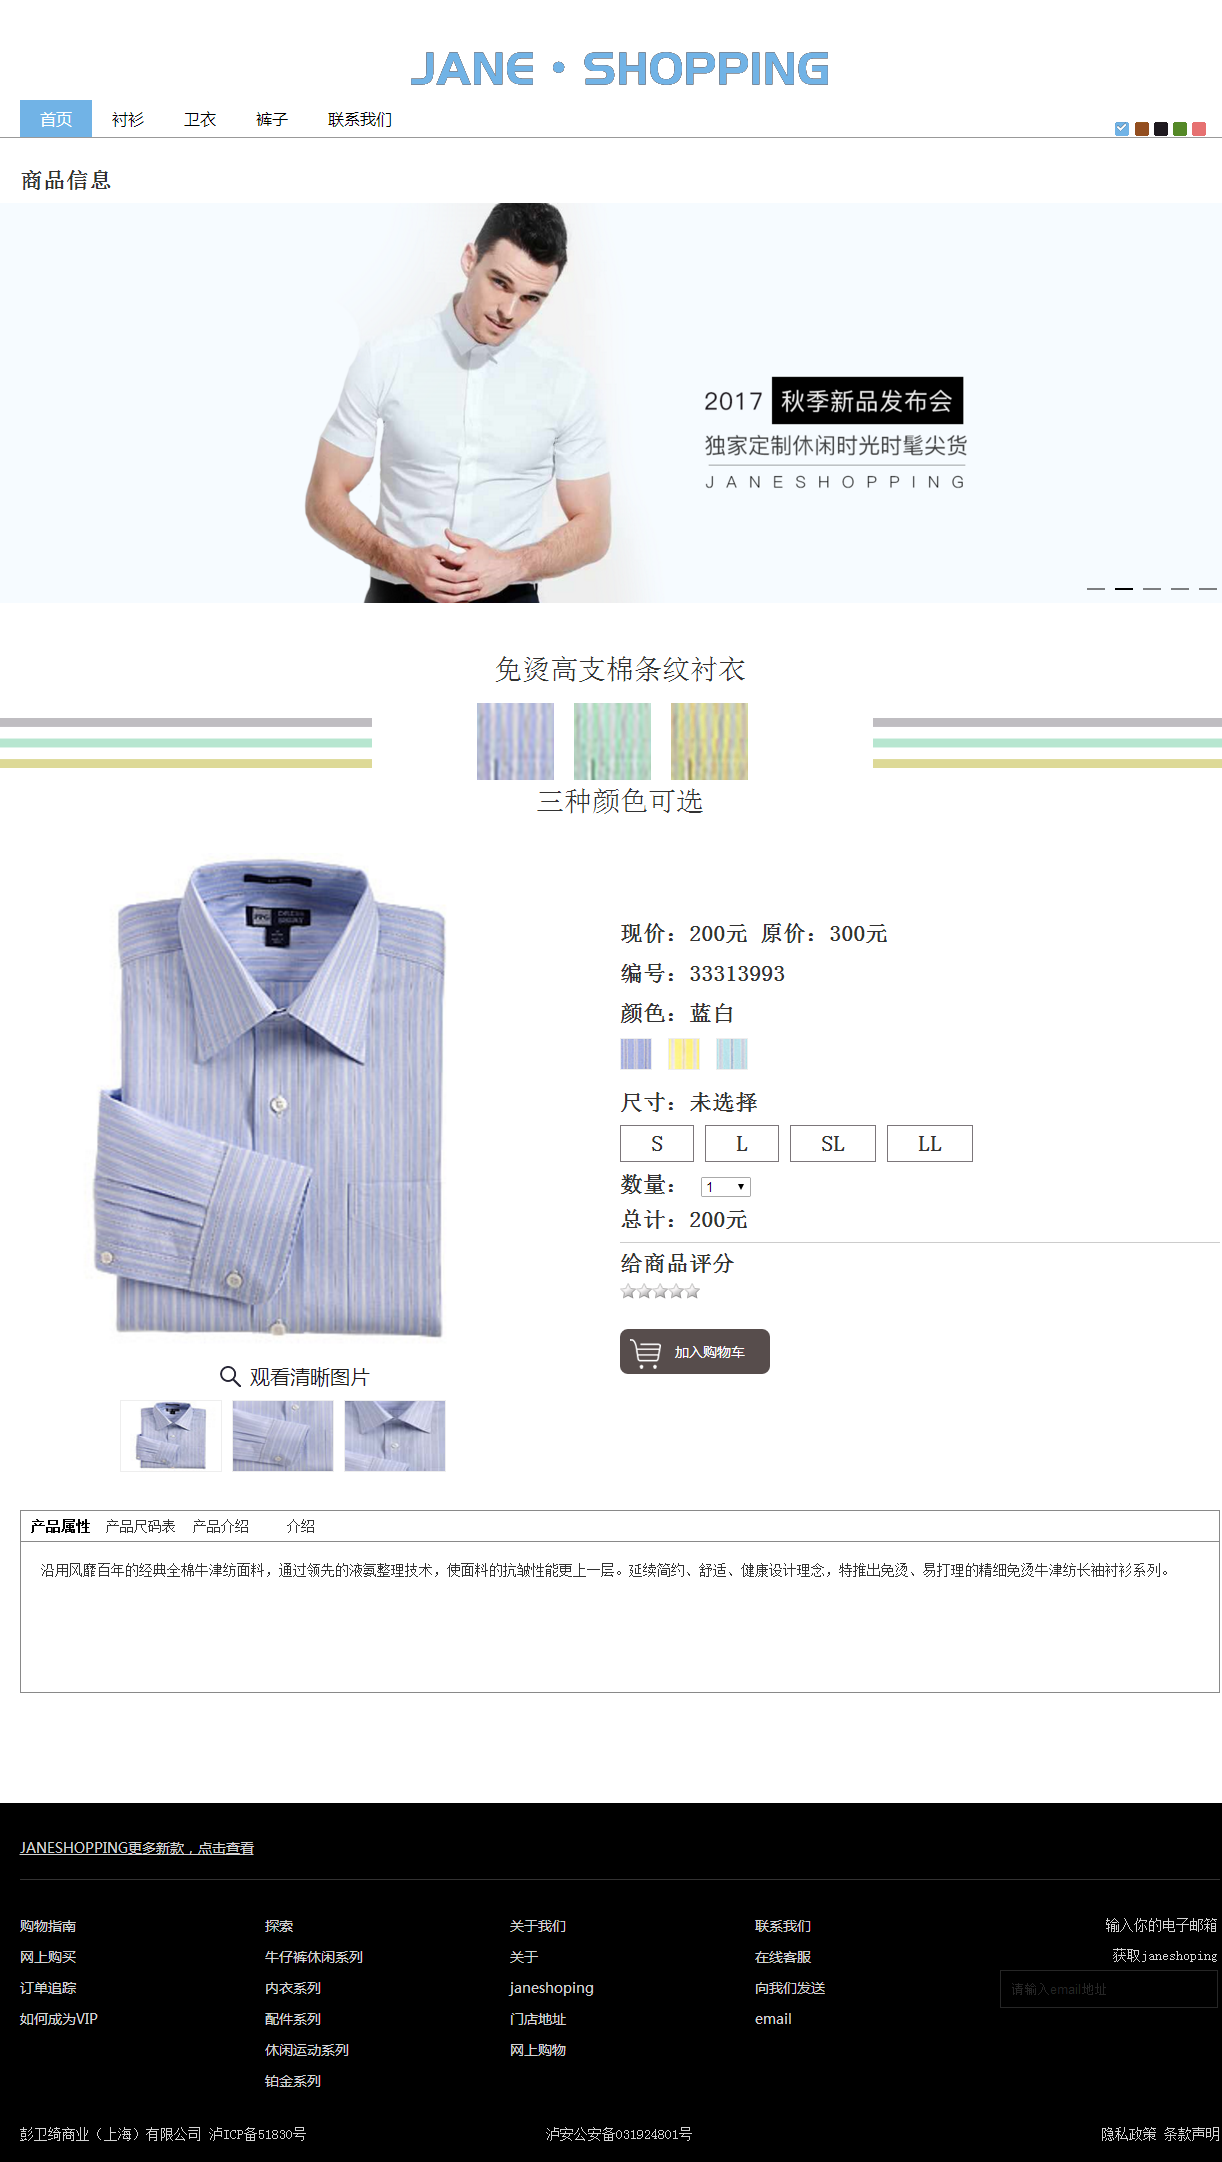 JANE·SHOPPING
首页 衬衫 卫衣 裤子 联系我们
商品信息
2017 秋季新品发布会
独家定制休闲时光时髦尖货
JANESHOPPING
免烫高支棉条纹衬衣
三种颜色可选
现价：200元 原价：300元
编号：33313993
颜色：蓝白
尺寸：未选择
S L SL LL
数量： 1
总计：200元
给商品评分
加入购物车
观看清晰图片
产品属性 产品尺码表 产品介绍 介绍
沿用风靡百年的经典全棉牛津纺面料，通过领先的液氨整理技术，使面料的抗皱性能更上一层。延续简约、舒适、健康设计理念，特推出免烫、易打理的精细免烫牛津纺长袖衬衫系列。
JANESHOPPING更多新款，点击查看
购物指南
网上购买
订单追踪
如何成为VIP
探索
牛仔裤休闲系列
内衣系列
配件系列
休闲运动系列
铂金系列
关于我们
关于
janeshoping
门店地址
网上购物
联系我们
在线客服
向我们发送
email
输入你的电子邮箱
获取janeshoping
请输入email地址
彭卫绮商业（上海）有限公司 泸ICP备51830号
泸安公安备031924801号
隐私政策 条款声明